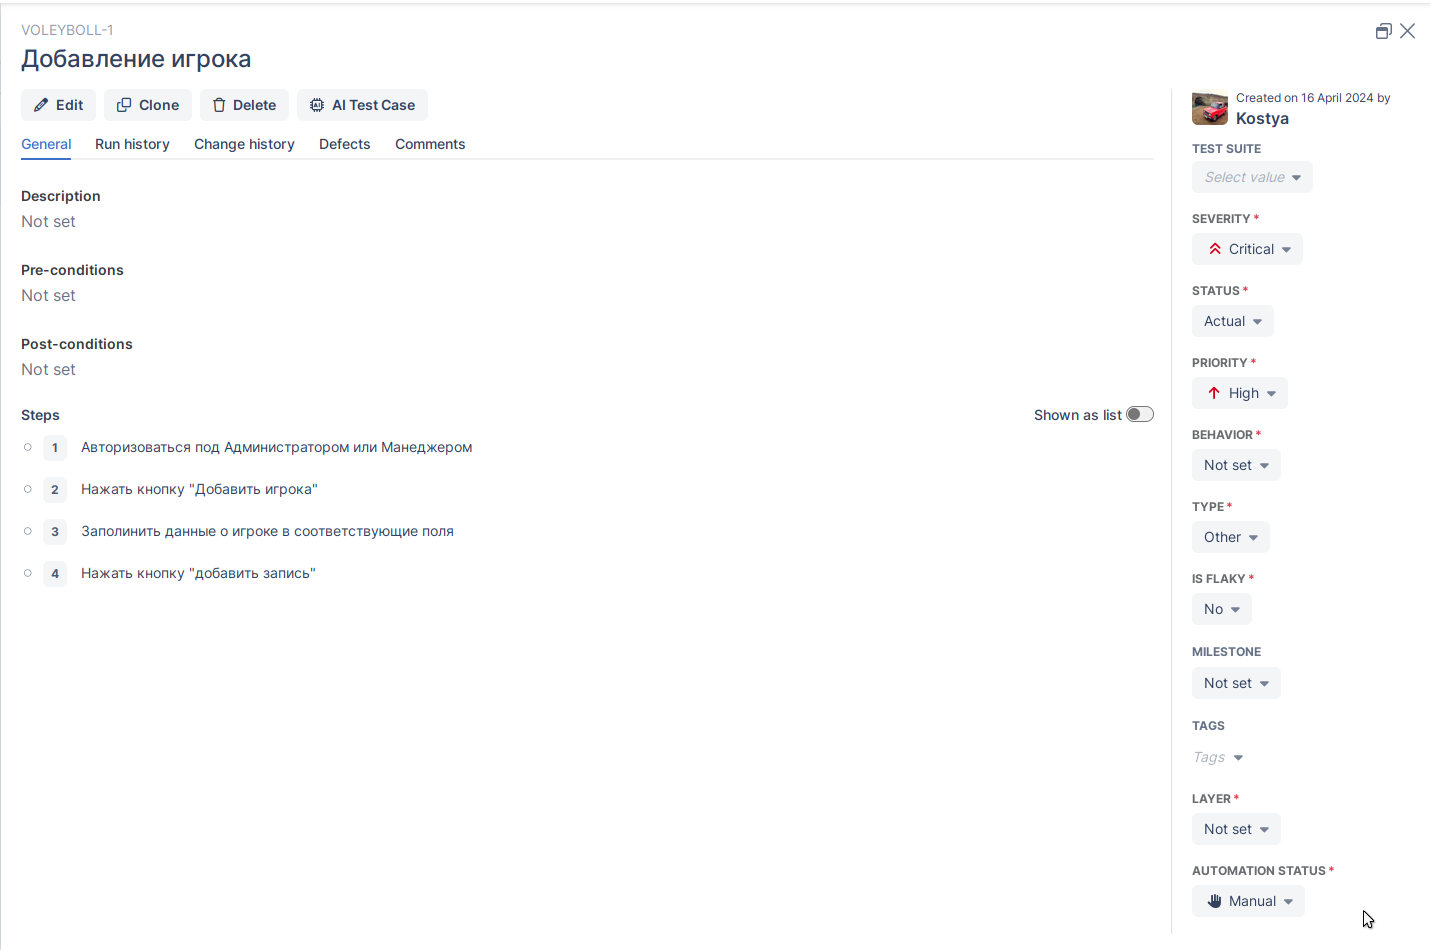 VOLEYBOLL-1
Добавление игрока
Edit
Clone
Delete
AI Test Case
General
Run history
Change history
Defects
Comments
Description
Not set
Pre-conditions
Not set
Post-conditions
Not set
Steps
Shown as list
1 Авторизоваться под Администратором или Менеджером
2 Нажать кнопку "Добавить игрока"
3 Заполинить данные о игроке в соответствующие поля
4 Нажать кнопку "добавить запись"
Created on 16 April 2024 by
Kostya
TEST SUITE
Select value
SEVERITY *
Critical
STATUS *
Actual
PRIORITY *
High
BEHAVIOR *
Not set
TYPE *
Other
IS FLAKY *
No
MILESTONE
Not set
TAGS
Tags
LAYER *
Not set
AUTOMATION STATUS *
Manual